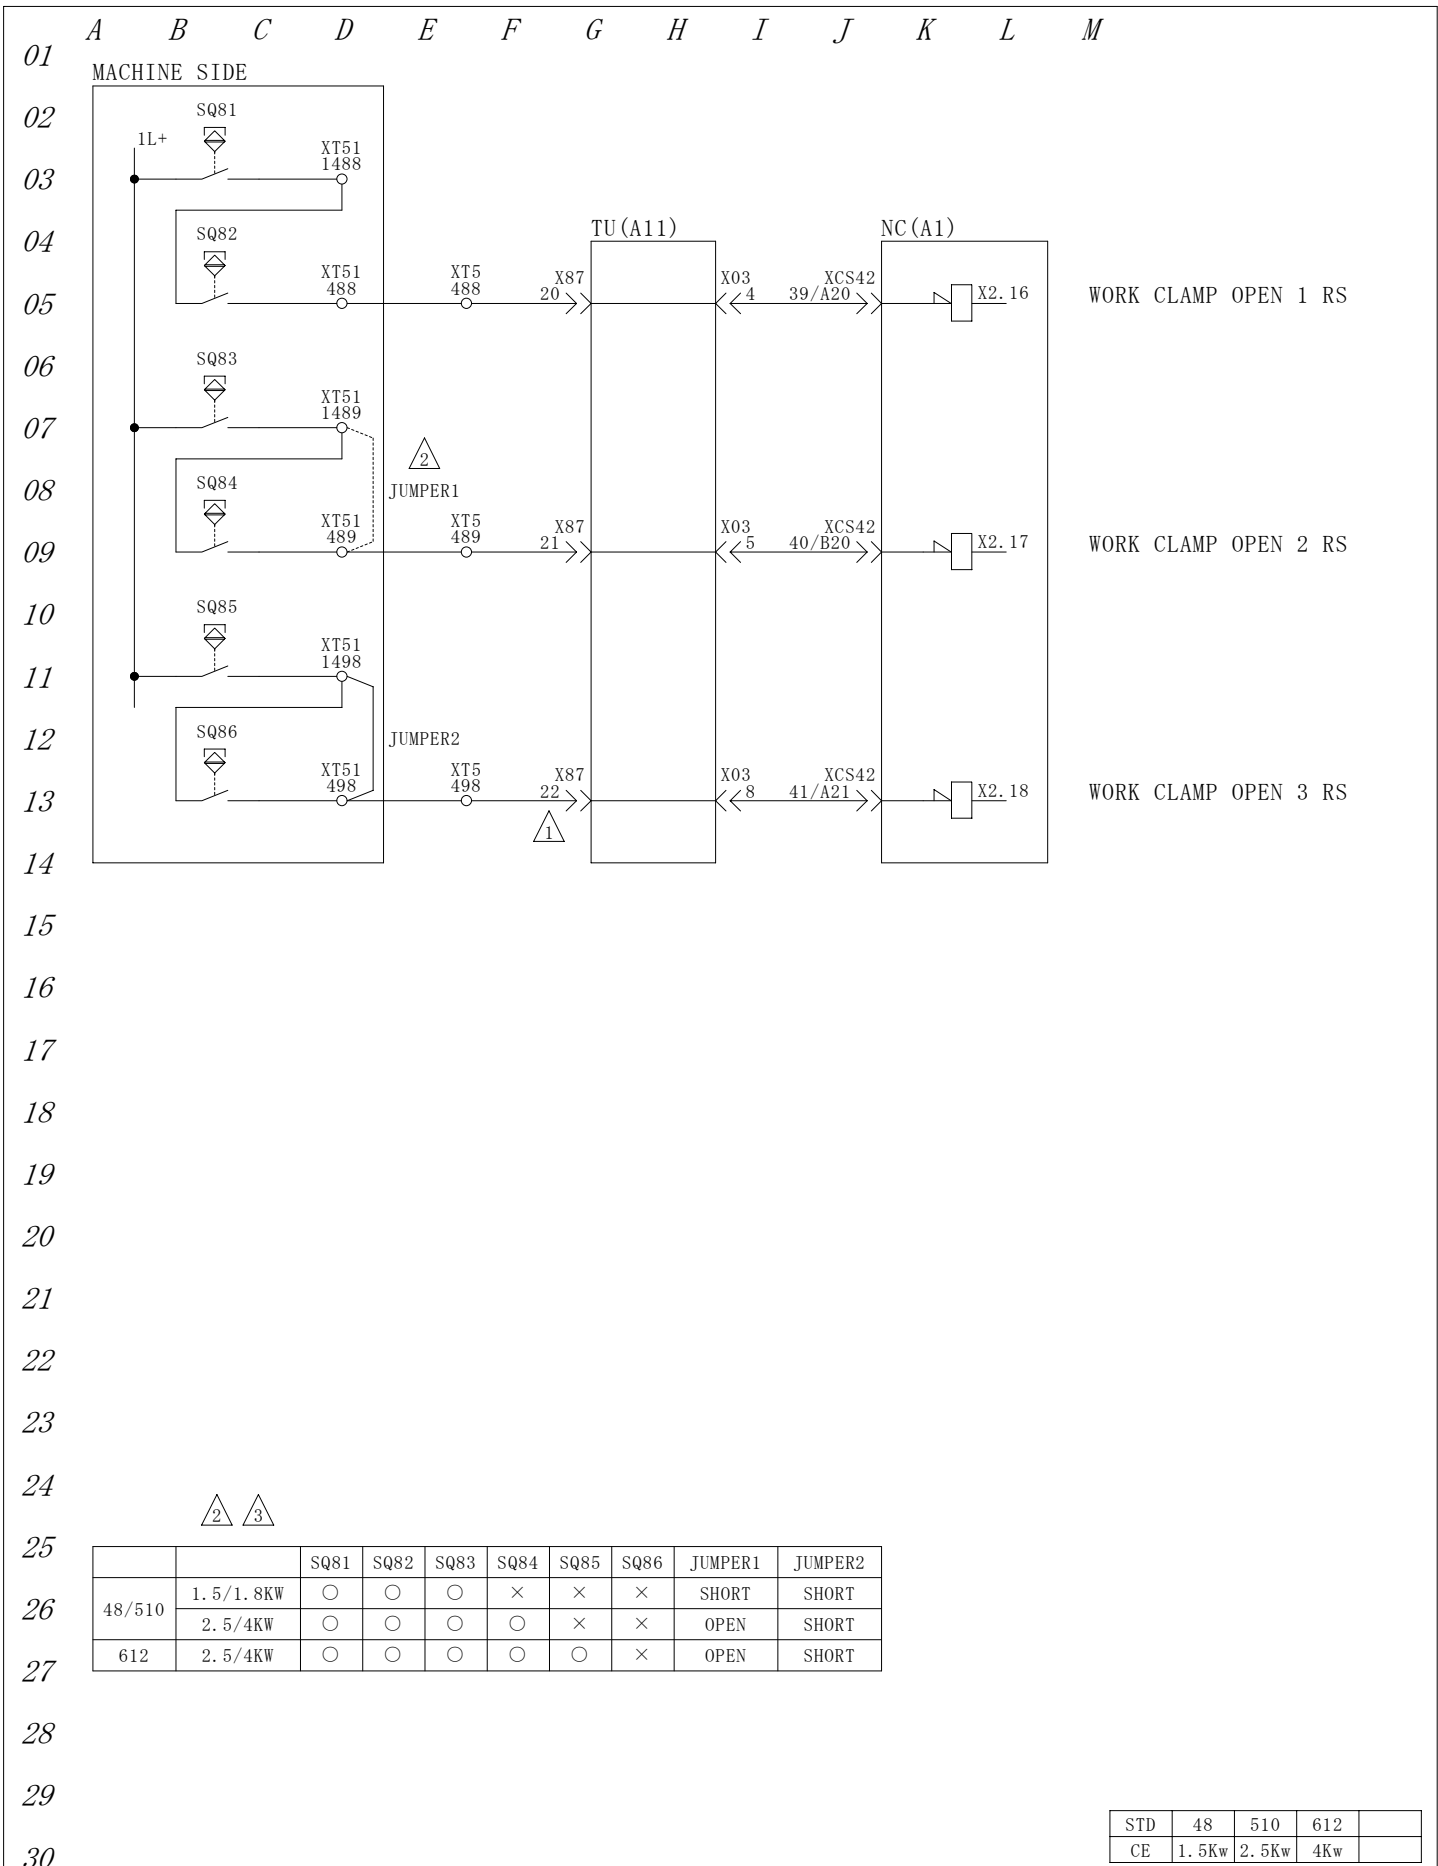 A B C D E F G H I J K L M
01
MACHINE SIDE
02
SQ81
1L+
XT51
1488
03
04
SQ82
TU(A11)
NC(A1)
XT51
488
XT5
488
X87
20
X03
4
XCS42
39/A20
X2.16
WORK CLAMP OPEN 1 RS
05
06
SQ83
XT51
1489
07
2
08
SQ84
JUMPER1
XT51
489
XT5
489
X87
21
X03
5
XCS42
40/B20
X2.17
WORK CLAMP OPEN 2 RS
09
10
SQ85
XT51
1498
11
12
SQ86
JUMPER2
XT51
498
XT5
498
X87
22
X03
8
XCS42
41/A21
X2.18
WORK CLAMP OPEN 3 RS
13
1
14
15
16
17
18
19
20
21
22
23
24
2 3
25
SQ81 SQ82 SQ83 SQ84 SQ85 SQ86 JUMPER1 JUMPER2
26
48/510 1.5/1.8KW ○ ○ ○ × × × SHORT SHORT
2.5/4KW ○ ○ ○ ○ × × OPEN SHORT
27
612 2.5/4KW ○ ○ ○ ○ ○ × OPEN SHORT
28
29
STD 48 510 612
CE 1.5Kw 2.5Kw 4Kw
30